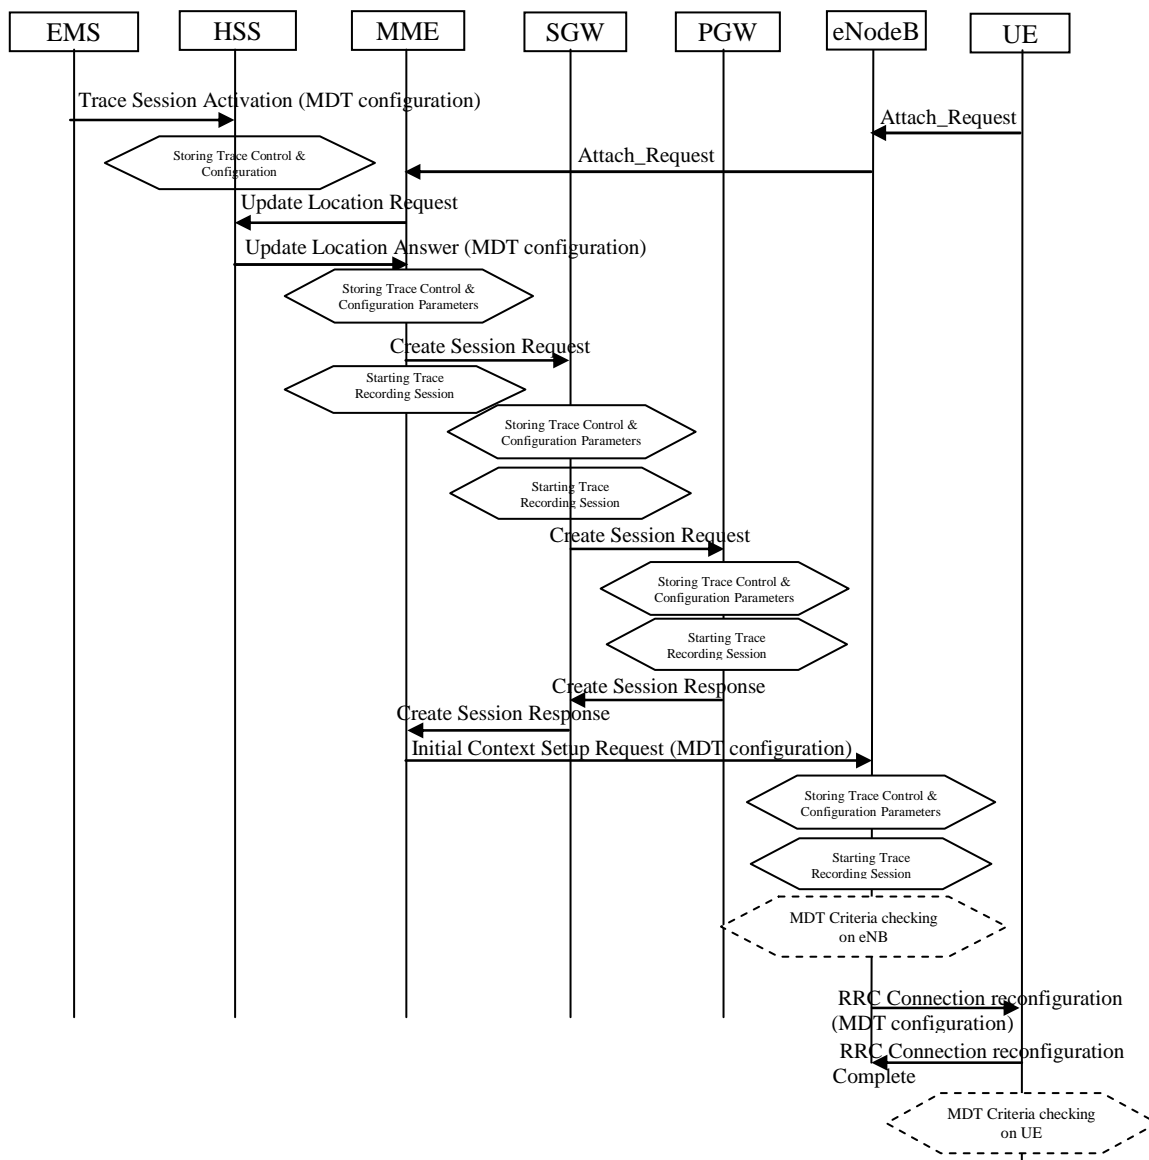 EMS
HSS
MME
SGW
PGW
eNodeB
UE
Trace Session Activation (MDT configuration)
Attach_Request
Storing Trace Control &
Configuration
Attach_Request
Update Location Request
Update Location Answer (MDT configuration)
Storing Trace Control &
Configuration Parameters
Create Session Request
Starting Trace
Recording Session
Storing Trace Control &
Configuration Parameters
Starting Trace
Recording Session
Create Session Request
Storing Trace Control &
Configuration Parameters
Starting Trace
Recording Session
Create Session Response
Create Session Response
Initial Context Setup Request (MDT configuration)
Storing Trace Control &
Configuration Parameters
Starting Trace
Recording Session
MDT Criteria checking
on eNB
RRC Connection reconfiguration
(MDT configuration)
RRC Connection reconfiguration
Complete
MDT Criteria checking
on UE